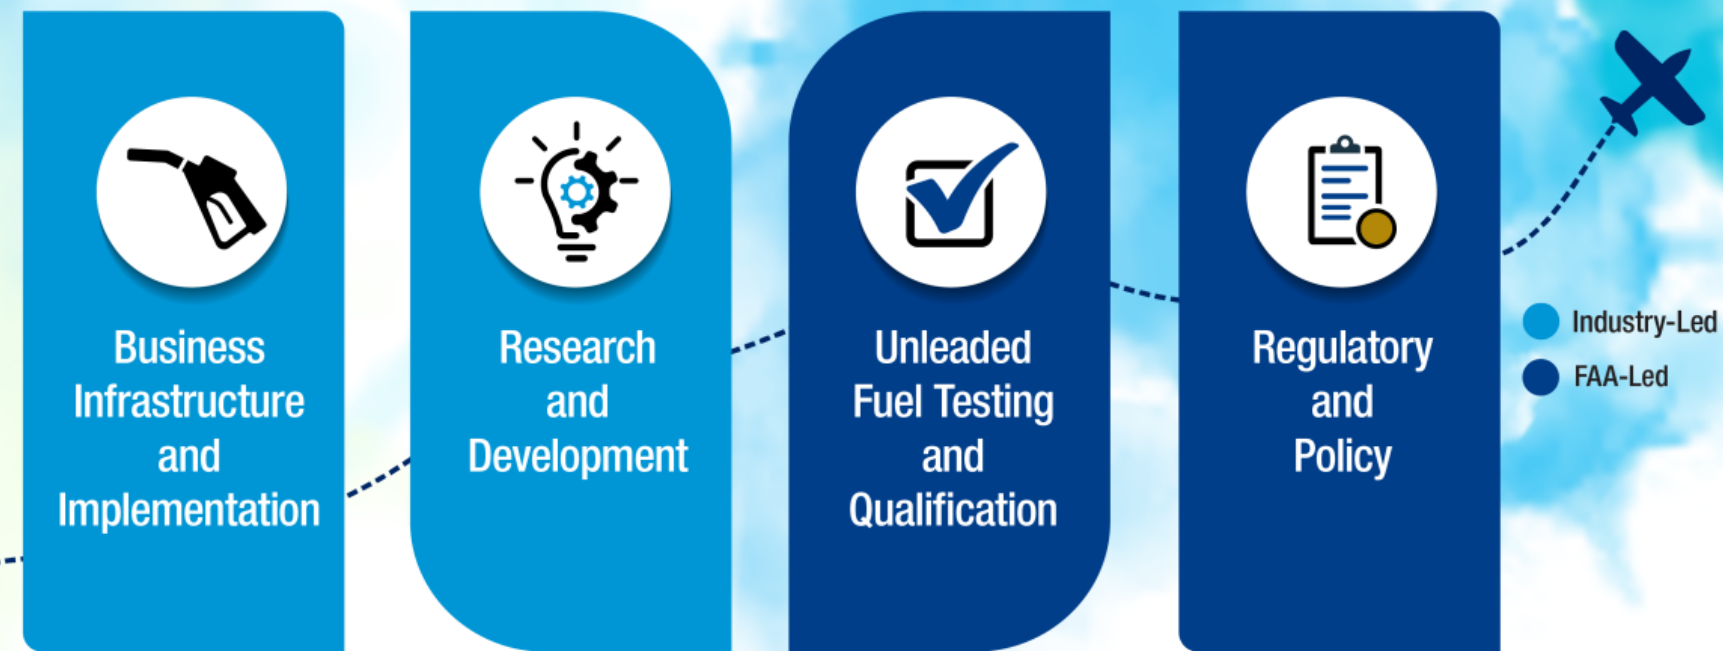 Business
Infrastructure
and
Implementation
Research
and
Development
Unleaded
Fuel Testing
and
Qualification
Regulatory
and
Policy
Industry-Led
FAA-Led